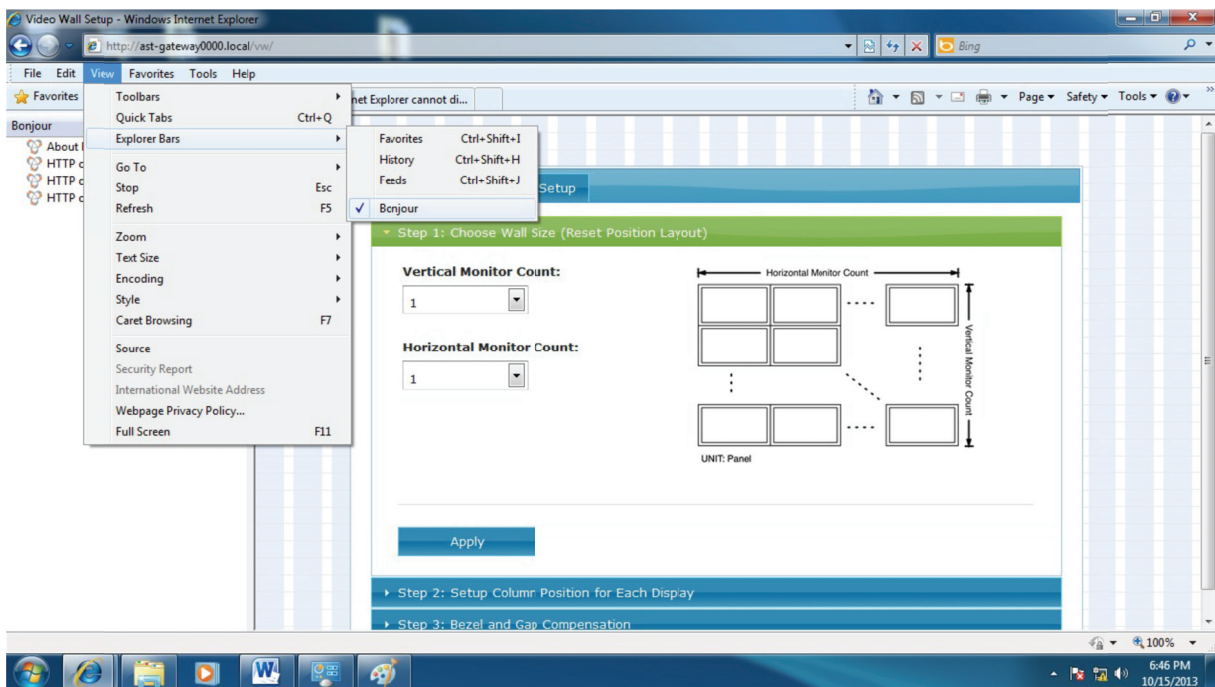 Video Wall Setup - Windows Internet Explorer
http://ast-gateway0000.local/vw/
Bing
File Edit View Favorites Tools Help
Favorites
net Explorer cannot di...
Page Safety Tools
Bonjour
About
HTTP
HTTP
HTTP
Toolbars
Quick Tabs Ctrl+Q
Explorer Bars
Go To
Stop Esc
Refresh F5
Zoom
Text Size
Encoding
Style
Caret Browsing F7
Source
Security Report
International Website Address
Webpage Privacy Policy...
Full Screen F11
Favorites Ctrl+Shift+I
History Ctrl+Shift+H
Feeds Ctrl+Shift+J
Bonjour
Setup
Step 1: Choose Wall Size (Reset Position Layout)
Vertical Monitor Count:
1
Horizontal Monitor Count:
1
Horizontal Monitor Count
Vertical Monitor Count
UNIT: Panel
Apply
Step 2: Setup Column Position for Each Display
Step 3: Bezel and Gap Compensation
100%
6:46 PM
10/15/2013